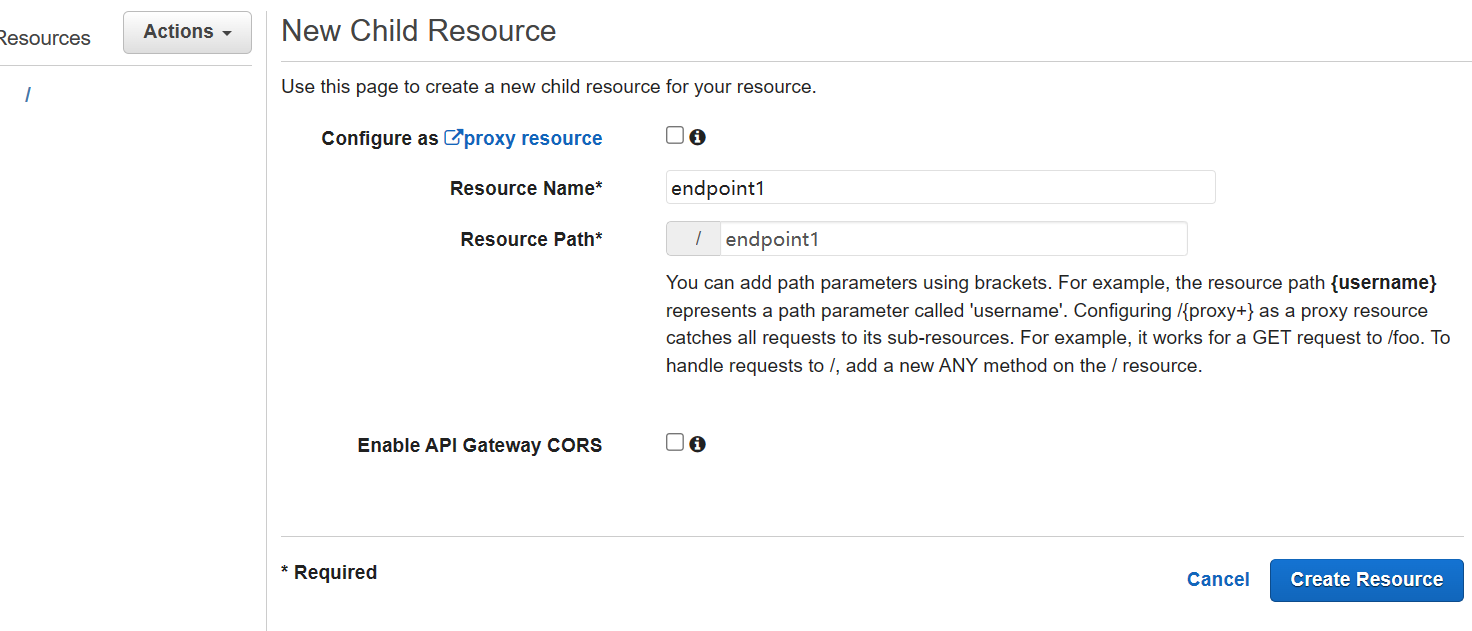 Resources
Actions
/
New Child Resource
Use this page to create a new child resource for your resource.
Configure as proxy resource
Resource Name*
endpoint1
Resource Path*
/
endpoint1
You can add path parameters using brackets. For example, the resource path {username}
represents a path parameter called 'username'. Configuring /{proxy+} as a proxy resource
catches all requests to its sub-resources. For example, it works for a GET request to /foo. To
handle requests to /, add a new ANY method on the / resource.
Enable API Gateway CORS
* Required
Cancel
Create Resource